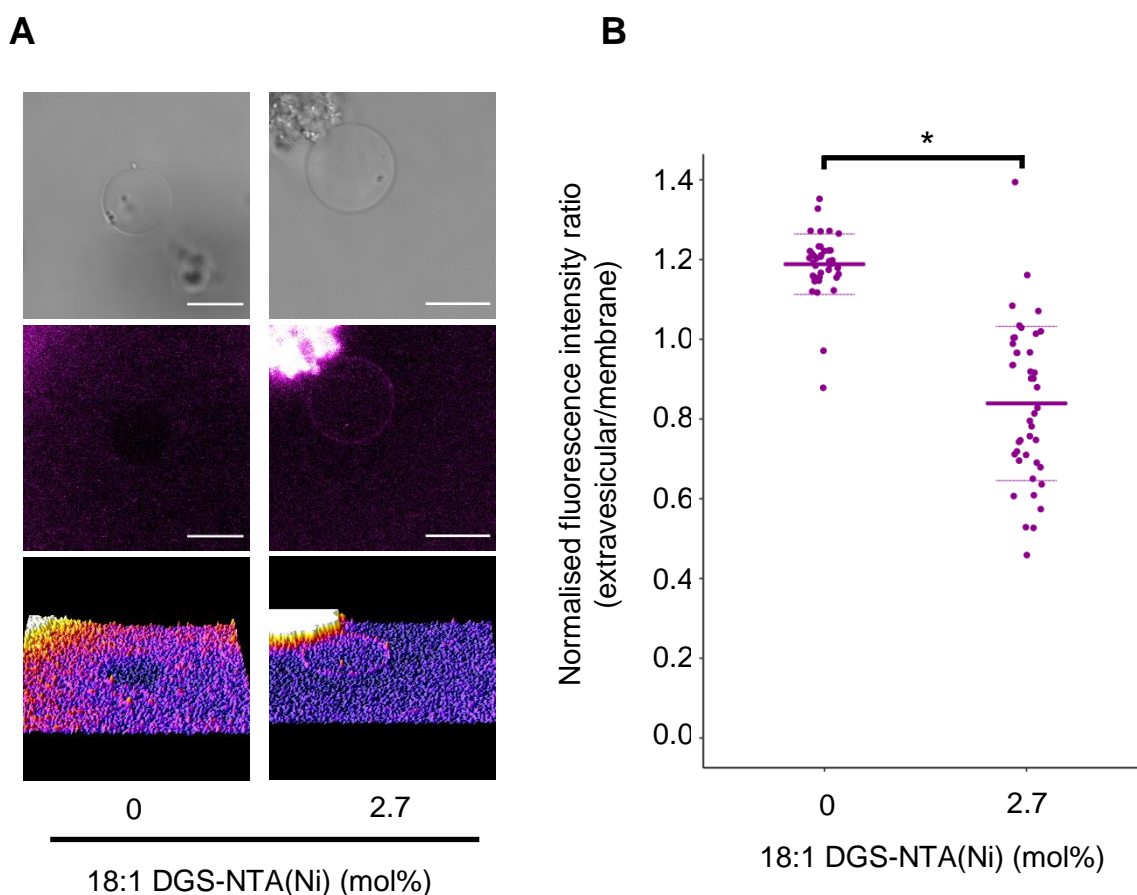 A
B
0
2.7
18:1 DGS-NTA(Ni) (mol%)
*
Normalised fluorescence intensity ratio
(extravesicular/membrane)
1.4
1.2
1.0
0.8
0.6
0.4
0.2
0.0
0
2.7
18:1 DGS-NTA(Ni) (mol%)